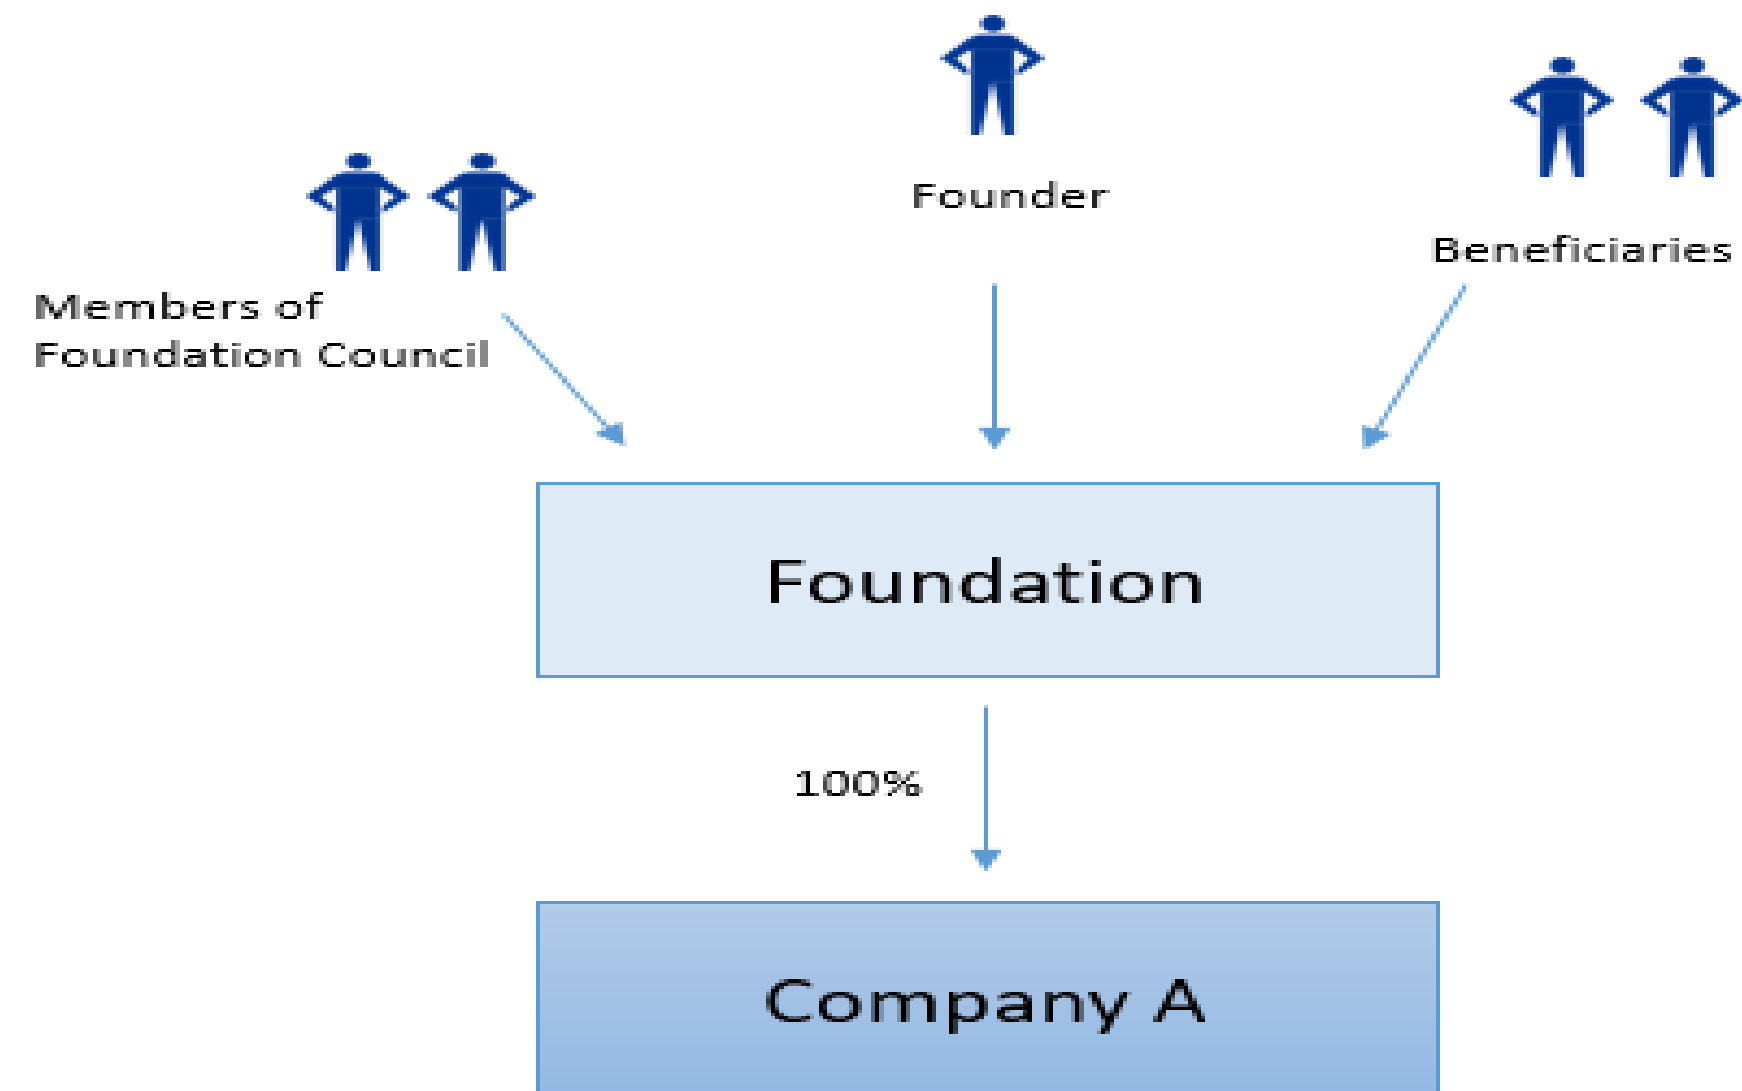 Founder
Beneficiaries
Members of
Foundation Council
Foundation
100%
Company A